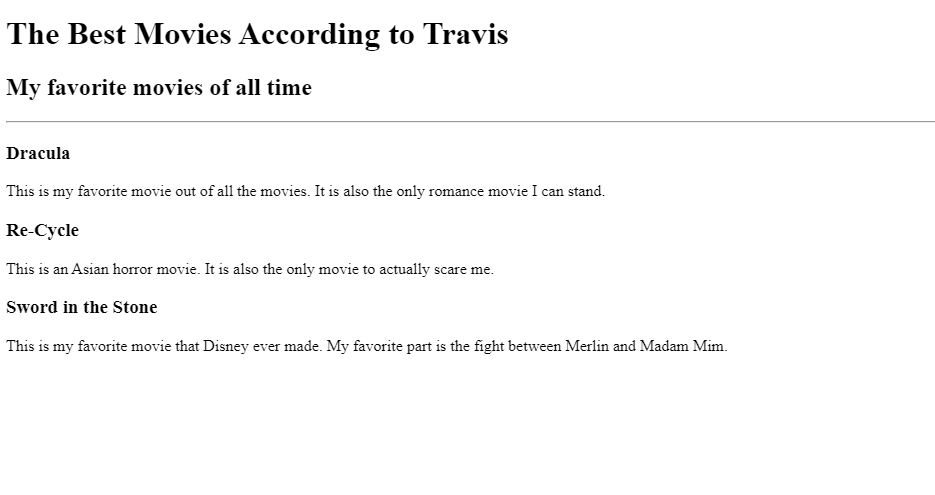 The Best Movies According to Travis
My favorite movies of all time
Dracula
This is my favorite movie out of all the movies. It is also the only romance movie I can stand.
Re-Cycle
This is an Asian horror movie. It is also the only movie to actually scare me.
Sword in the Stone
This is my favorite movie that Disney ever made. My favorite part is the fight between Merlin and Madam Mim.